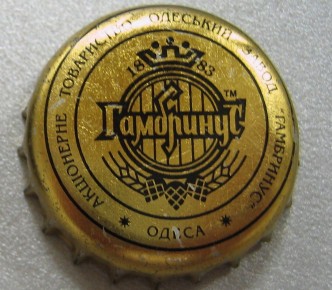 АКЦІОНЕРНЕ ТОВАРИСТВО ОДЕСЬКИЙ ЗАВОД "ГАМБРИНУС"
18 83
Гамбринус TM
* ОДЕСА *